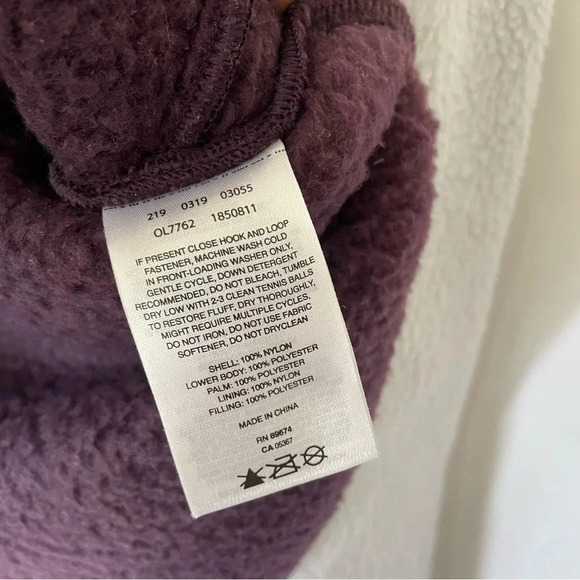 219 0319 03055
OL7762 1850811
IF PRESENT CLOSE HOOK AND LOOP
FASTENER, MACHINE WASH COLD
IN FRONT-LOADING WASHER ONLY,
GENTLE CYCLE, DOWN DETERGENT
RECOMMENDED, DO NOT BLEACH, TUMBLE
DRY LOW WITH 2-3 CLEAN TENNIS BALLS
TO RESTORE FLUFF, DRY THOROUGHLY,
MIGHT REQUIRE MULTIPLE CYCLES,
DO NOT IRON, DO NOT USE FABRIC
SOFTENER, DO NOT DRYCLEAN
SHELL: 100% NYLON
LOWER BODY: 100% POLYESTER
PALM: 100% POLYESTER
LINING: 100% NYLON
FILLING: 100% POLYESTER
MADE IN CHINA
RN 89674
CA 05367